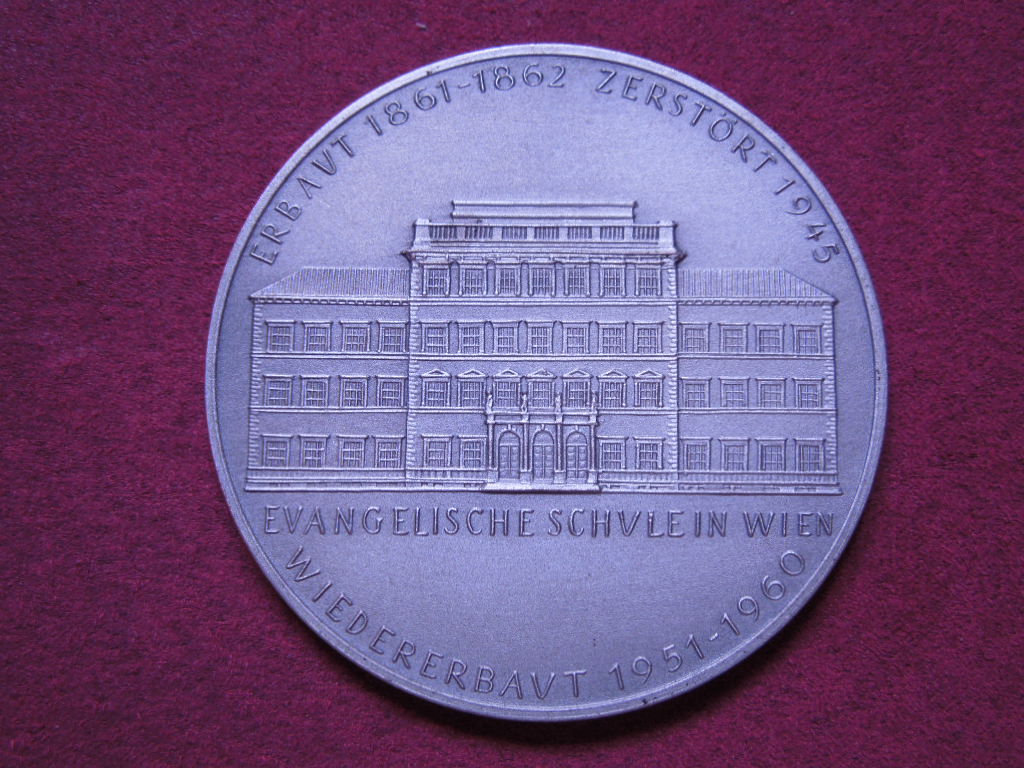 ERBAVT 1861-1862 ZERSTÖRT 1945
EVANGELISCHE SCHVLE IN WIEN
WIEDERERBAVT 1951-1960